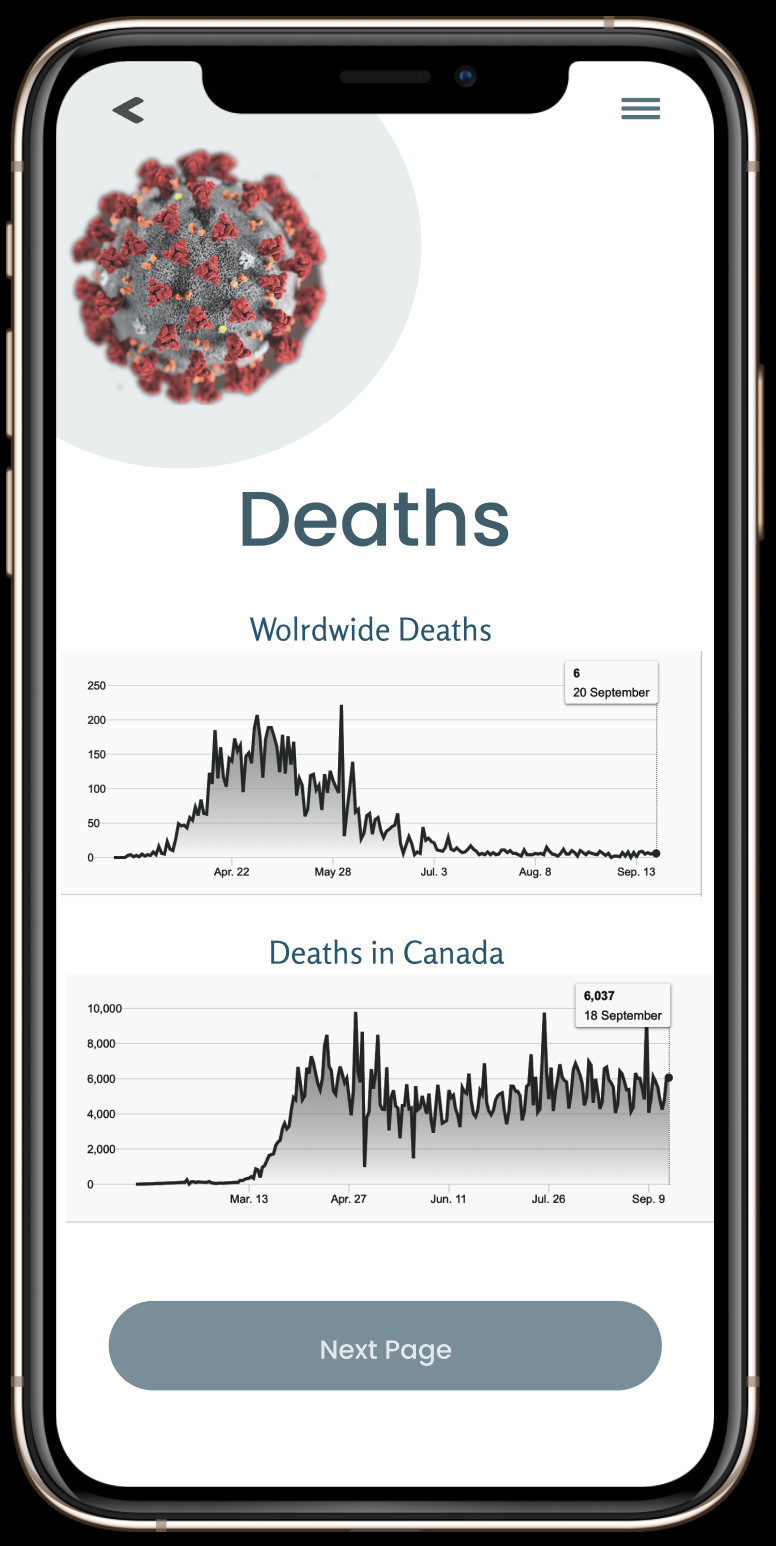 Deaths
Wolrdwide Deaths
6
20 September
250
200
150
100
50
0
Apr. 22 May 28 Jul. 3 Aug. 8 Sep. 13
Deaths in Canada
6,037
18 September
10,000
8,000
6,000
4,000
2,000
0
Mar. 13 Apr. 27 Jun. 11 Jul. 26 Sep. 9
Next Page